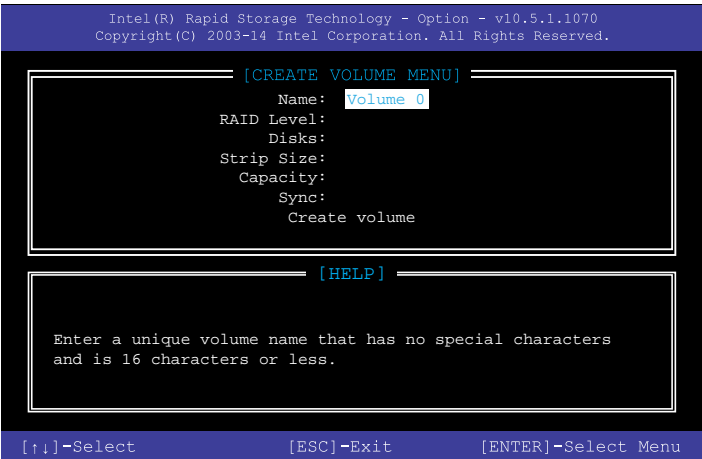 Intel(R) Rapid Storage Technology - Option - v10.5.1.1070
Copyright(C) 2003-14 Intel Corporation. All Rights Reserved.
[CREATE VOLUME MENU]
Name: Volume 0
RAID Level:
Disks:
Strip Size:
Capacity:
Sync:
Create volume
[HELP]
Enter a unique volume name that has no special characters
and is 16 characters or less.
[↑↓]-Select [ESC]-Exit [ENTER]-Select Menu